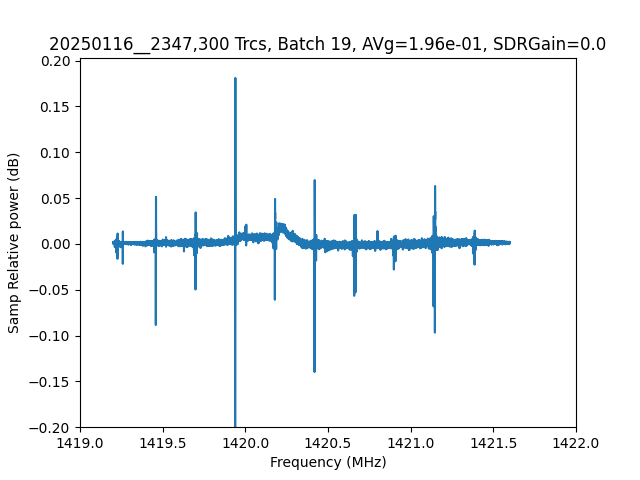 20250116__2347,300 Trcs, Batch 19, AVg=1.96e-01, SDRGain=0.0
0.20
0.15
0.10
0.05
0.00
−0.05
−0.10
−0.15
−0.20
Samp Relative power (dB)
1419.0 1419.5 1420.0 1420.5 1421.0 1421.5 1422.0
Frequency (MHz)